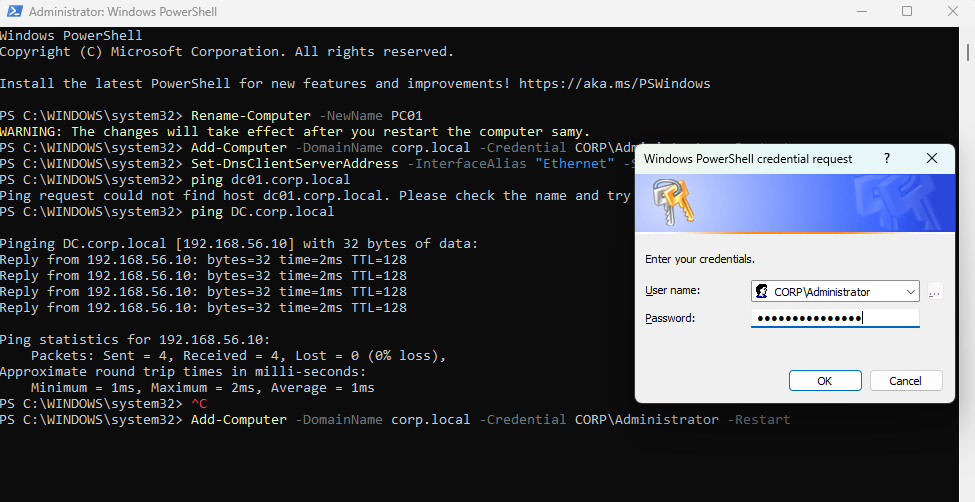 Administrator: Windows PowerShell
Windows PowerShell
Copyright (C) Microsoft Corporation. All rights reserved.
Install the latest PowerShell for new features and improvements! https://aka.ms/PSWindows
PS C:\WINDOWS\system32> Rename-Computer -NewName PC01
WARNING: The changes will take effect after you restart the computer samy.
PS C:\WINDOWS\system32> Add-Computer -DomainName corp.local -Credential CORP\Adm
PS C:\WINDOWS\system32> Set-DnsClientServerAddress -InterfaceAlias "Ethernet" -
PS C:\WINDOWS\system32> ping dc01.corp.local
Ping request could not find host dc01.corp.local. Please check the name and try
PS C:\WINDOWS\system32> ping DC.corp.local
Pinging DC.corp.local [192.168.56.10] with 32 bytes of data:
Reply from 192.168.56.10: bytes=32 time=2ms TTL=128
Reply from 192.168.56.10: bytes=32 time=2ms TTL=128
Reply from 192.168.56.10: bytes=32 time=1ms TTL=128
Reply from 192.168.56.10: bytes=32 time=2ms TTL=128
Ping statistics for 192.168.56.10:
Packets: Sent = 4, Received = 4, Lost = 0 (0% loss),
Approximate round trip times in milli-seconds:
Minimum = 1ms, Maximum = 2ms, Average = 1ms
PS C:\WINDOWS\system32> ^C
PS C:\WINDOWS\system32> Add-Computer -DomainName corp.local -Credential CORP\Administrator -Restart
Windows PowerShell credential request
Enter your credentials.
User name: CORP\Administrator
Password: •••••••••••••••
OK Cancel